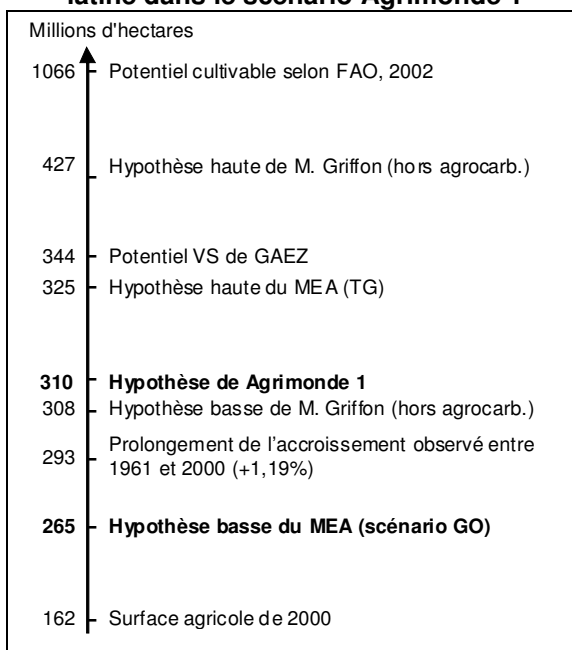 latine dans le scénario Agrimonde 1
Millions d'hectares
1066 Potentiel cultivable selon FAO, 2002
427 Hypothèse haute de M. Griffon (hors agrocarb.)
344 Potentiel VS de GAEZ
325 Hypothèse haute du MEA (TG)
310 Hypothèse de Agrimonde 1
308 Hypothèse basse de M. Griffon (hors agrocarb.)
293 Prolongement de l'accroissement observé entre
1961 et 2000 (+1,19%)
265 Hypothèse basse du MEA (scénario GO)
162 Surface agricole de 2000